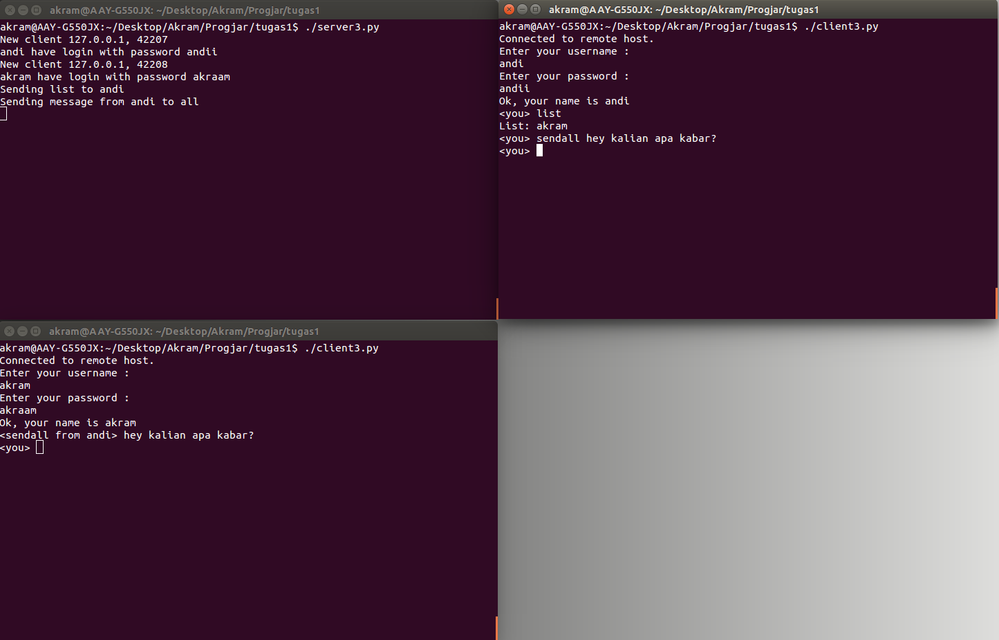 akram@AAY-G550JX: ~/Desktop/Akram/Progjar/tugas1
akram@AAY-G550JX:~/Desktop/Akram/Progjar/tugas1$ ./server3.py
New client 127.0.0.1, 42207
andi have login with password andii
New client 127.0.0.1, 42208
akram have login with password akraam
Sending list to andi
Sending message from andi to all
akram@AAY-G550JX: ~/Desktop/Akram/Progjar/tugas1
akram@AAY-G550JX:~/Desktop/Akram/Progjar/tugas1$ ./client3.py
Connected to remote host.
Enter your username :
andi
Enter your password :
andii
Ok, your name is andi
<you> list
List: akram
<you> sendall hey kalian apa kabar?
<you>
akram@AAY-G550JX: ~/Desktop/Akram/Progjar/tugas1
akram@AAY-G550JX:~/Desktop/Akram/Progjar/tugas1$ ./client3.py
Connected to remote host.
Enter your username :
akram
Enter your password :
akraam
Ok, your name is akram
<sendall from andi> hey kalian apa kabar?
<you>